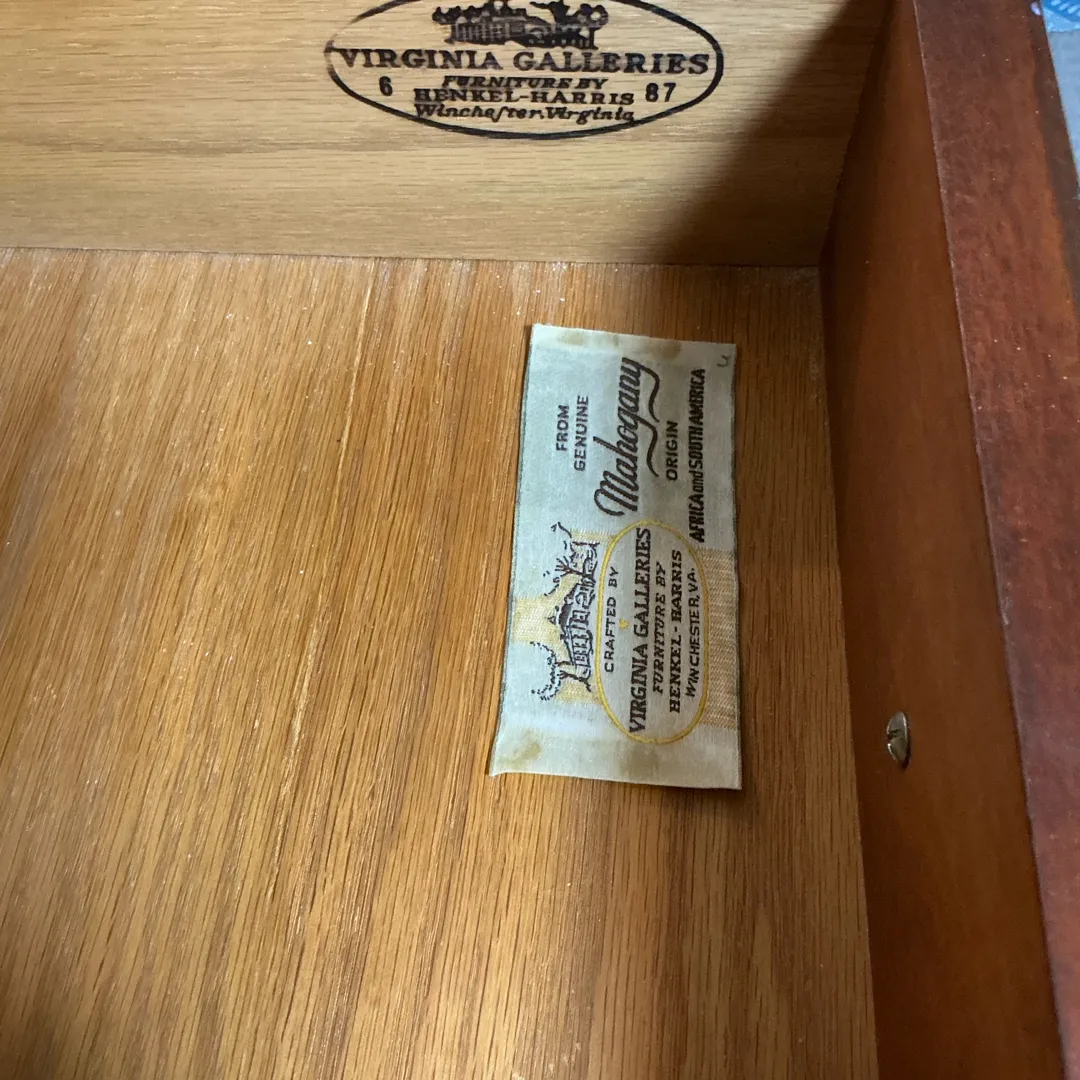 VIRGINIA GALLERIES
6 FURNITURE BY 87
HENKEL-HARRIS
Winchester, Virginia
FROM
GENUINE
Mahogany
ORIGIN
AFRICA and SOUTH AMERICA
CRAFTED BY
VIRGINIA GALLERIES
FURNITURE BY
HENKEL-HARRIS
WINCHESTER, VA.